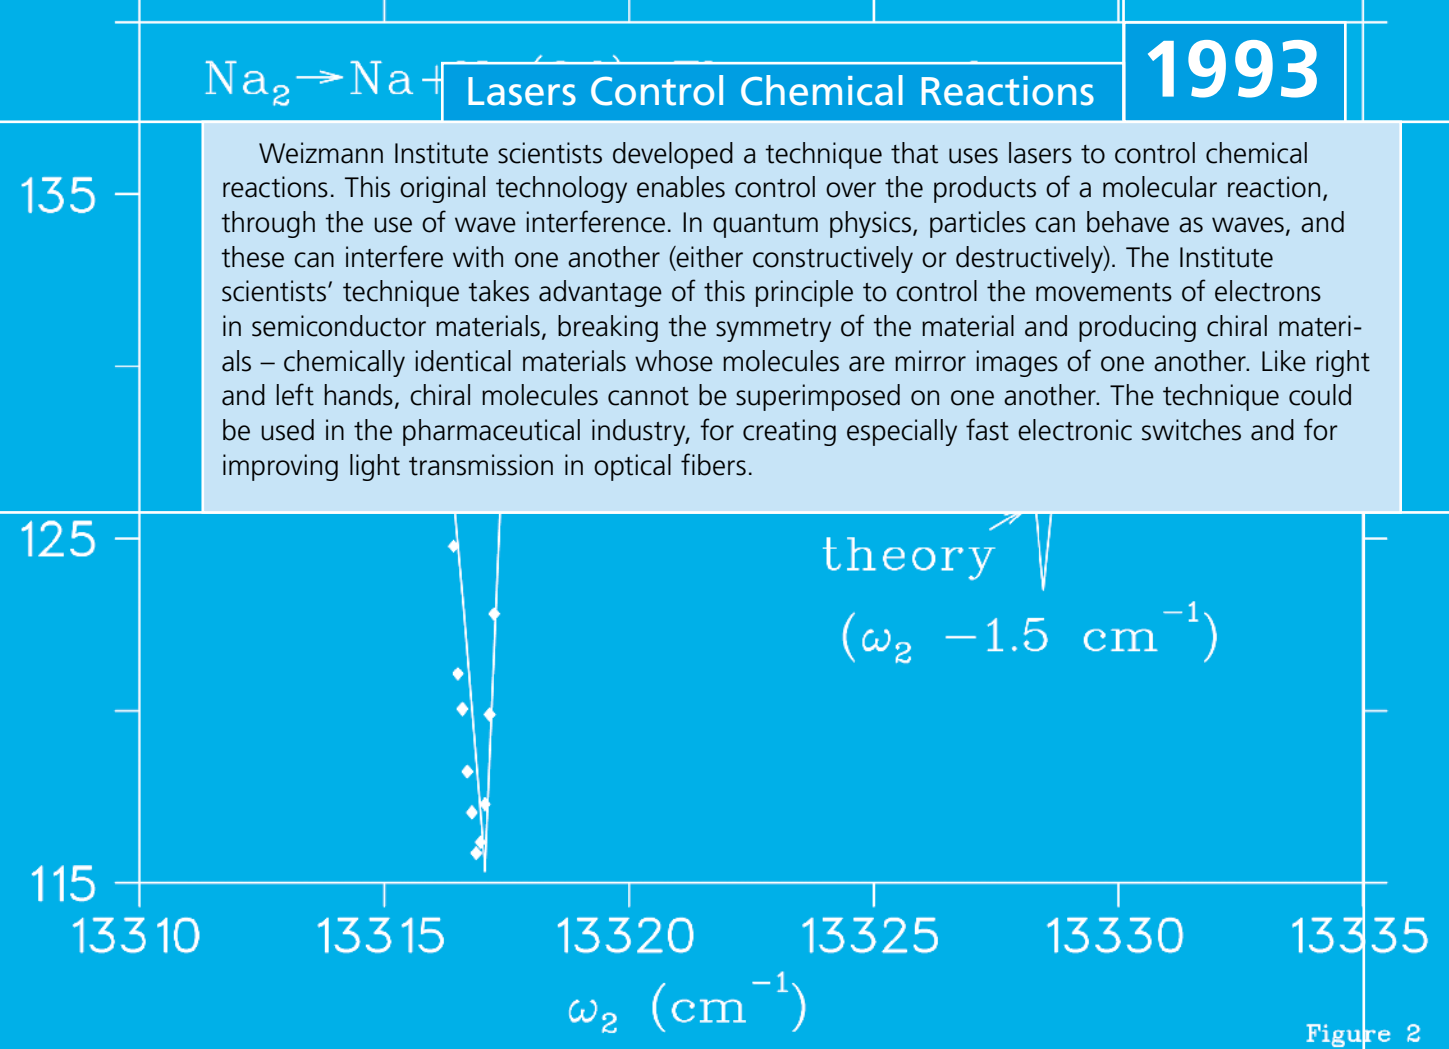 Na₂→Na+
Lasers Control Chemical Reactions
1993
Weizmann Institute scientists developed a technique that uses lasers to control chemical
reactions. This original technology enables control over the products of a molecular reaction,
through the use of wave interference. In quantum physics, particles can behave as waves, and
these can interfere with one another (either constructively or destructively). The Institute
scientists’ technique takes advantage of this principle to control the movements of electrons
in semiconductor materials, breaking the symmetry of the material and producing chiral materi-
als – chemically identical materials whose molecules are mirror images of one another. Like right
and left hands, chiral molecules cannot be superimposed on one another. The technique could
be used in the pharmaceutical industry, for creating especially fast electronic switches and for
improving light transmission in optical fibers.
135
125
theory
(ω₂ −1.5 cm⁻¹)
115
13310 13315 13320 13325 13330 13335
ω₂ (cm⁻¹)
Figure 2